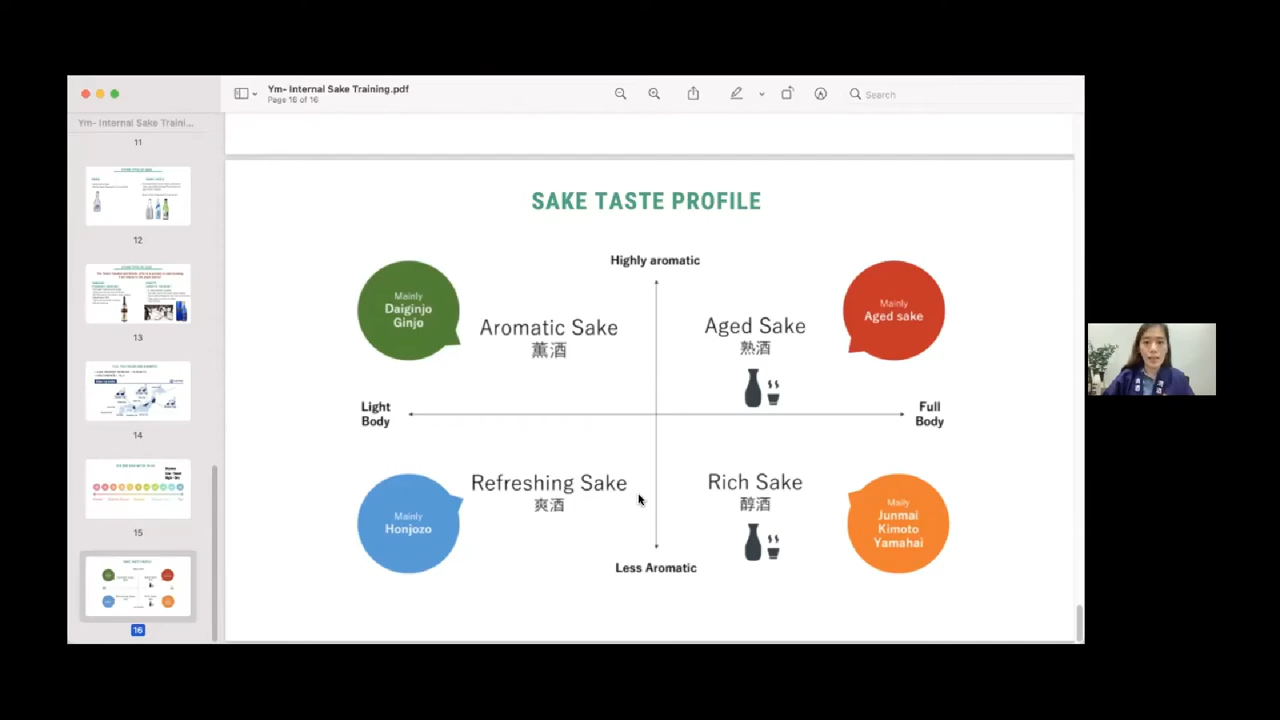 Ym- Internal Sake Training.pdf
Page 16 of 16
Search
Ym- Internal Sake Traini...
11
12
13
14
15
16
SAKE TASTE PROFILE
Highly aromatic
Mainly
Daiginjo
Ginjo
Aromatic Sake
薫酒
Aged Sake
熟酒
Mainly
Aged sake
Light
Body
Full
Body
Refreshing Sake
爽酒
Rich Sake
醇酒
Mainly
Honjozo
Maily
Junmai
Kimoto
Yamahai
Less Aromatic